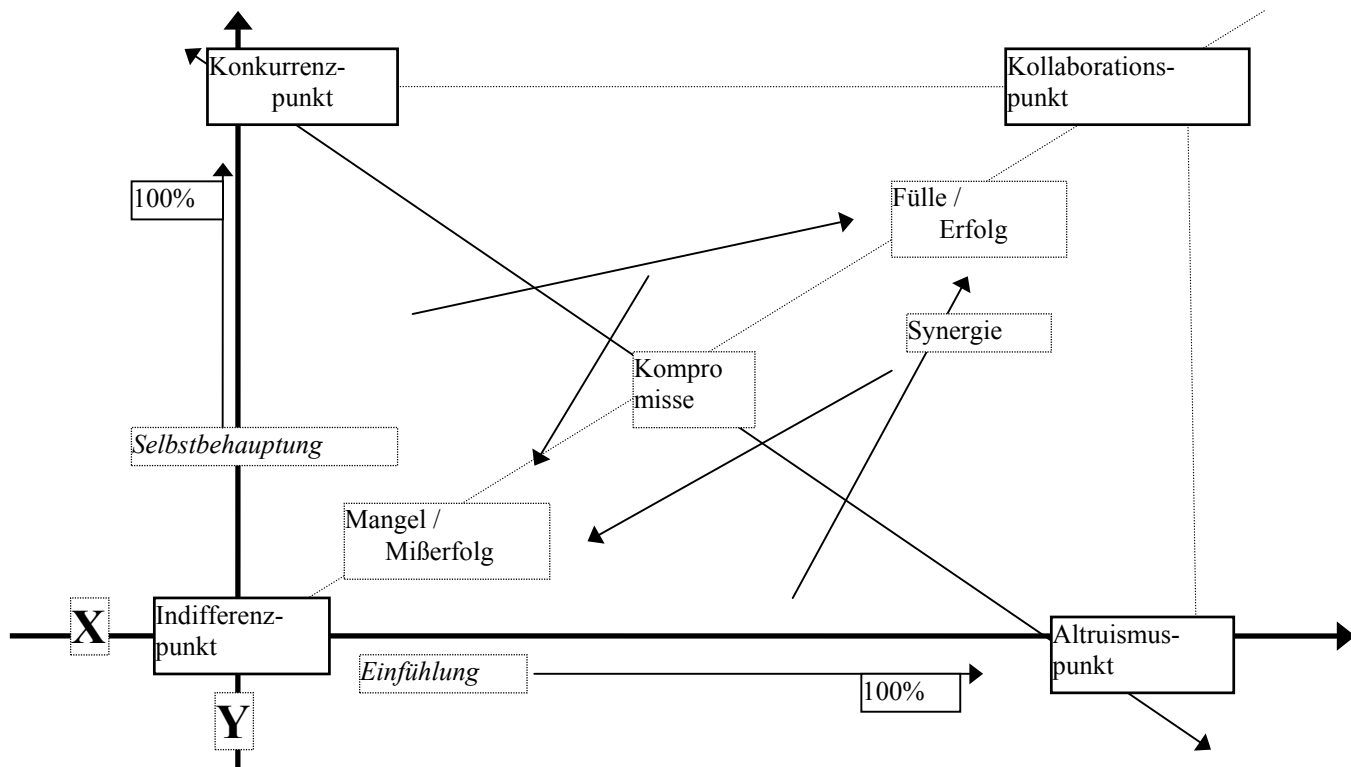 Konkurrenz-
punkt
Kollaborations-
punkt
100%
Fülle /
Erfolg
Synergie
Kompro
misse
Selbstbehauptung
Mangel /
Mißerfolg
X
Indifferenz-
punkt
Altruismus-
punkt
Einfühlung
100%
Y